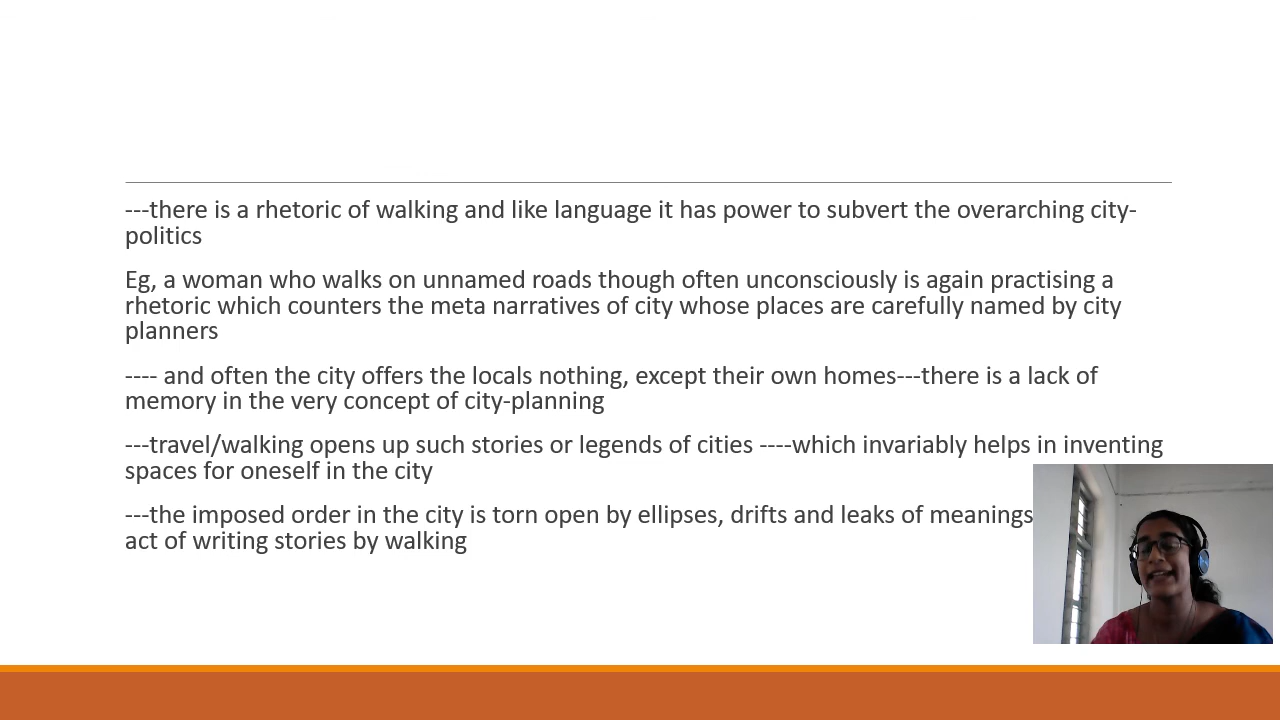 ---there is a rhetoric of walking and like language it has power to subvert the overarching city-
politics
Eg, a woman who walks on unnamed roads though often unconsciously is again practising a
rhetoric which counters the meta narratives of city whose places are carefully named by city
planners
---- and often the city offers the locals nothing, except their own homes---there is a lack of
memory in the very concept of city-planning
---travel/walking opens up such stories or legends of cities ----which invariably helps in inventing
spaces for oneself in the city
---the imposed order in the city is torn open by ellipses, drifts and leaks of meanings
act of writing stories by walking